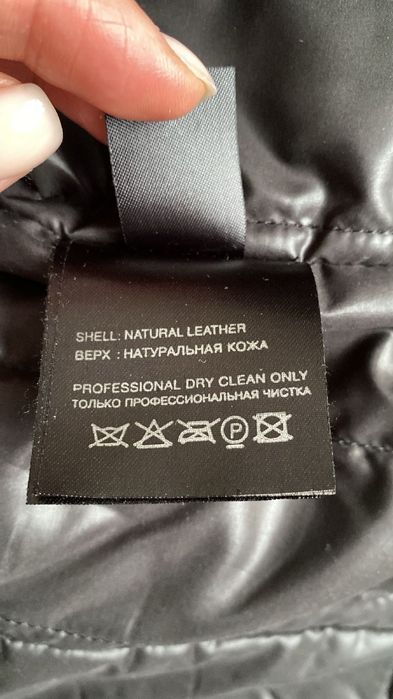 SHELL: NATURAL LEATHER
ВЕРХ : НАТУРАЛЬНАЯ КОЖА
PROFESSIONAL DRY CLEAN ONLY
ТОЛЬКО ПРОФЕССИОНАЛЬНАЯ ЧИСТКА
P